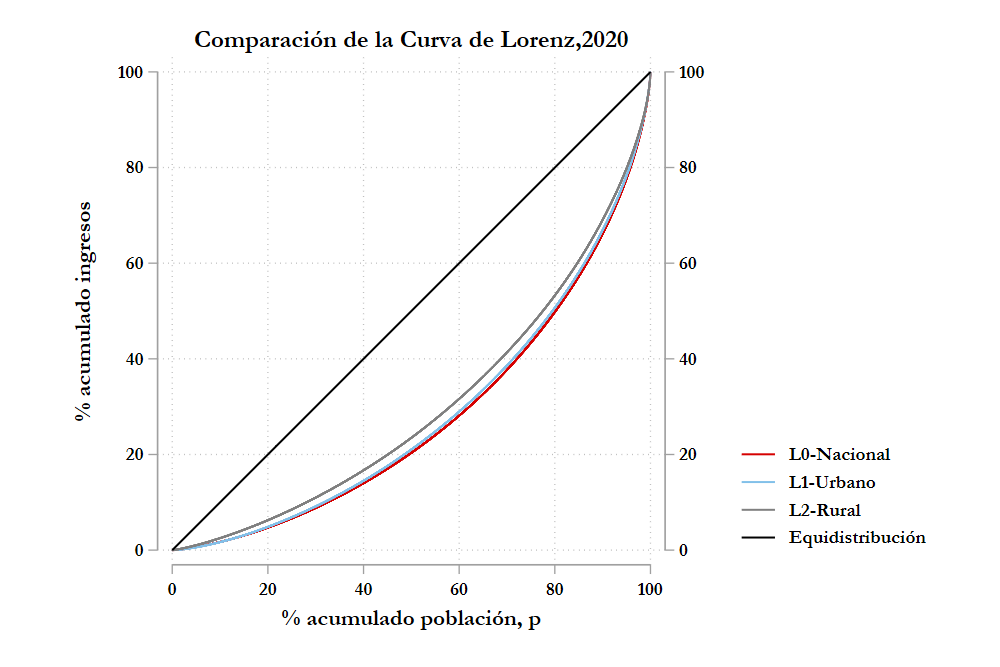 Comparación de la Curva de Lorenz,2020
100
80
60
40
20
0
% acumulado ingresos
100
80
60
40
20
0
0 20 40 60 80 100
% acumulado población, p
L0-Nacional
L1-Urbano
L2-Rural
Equidistribución